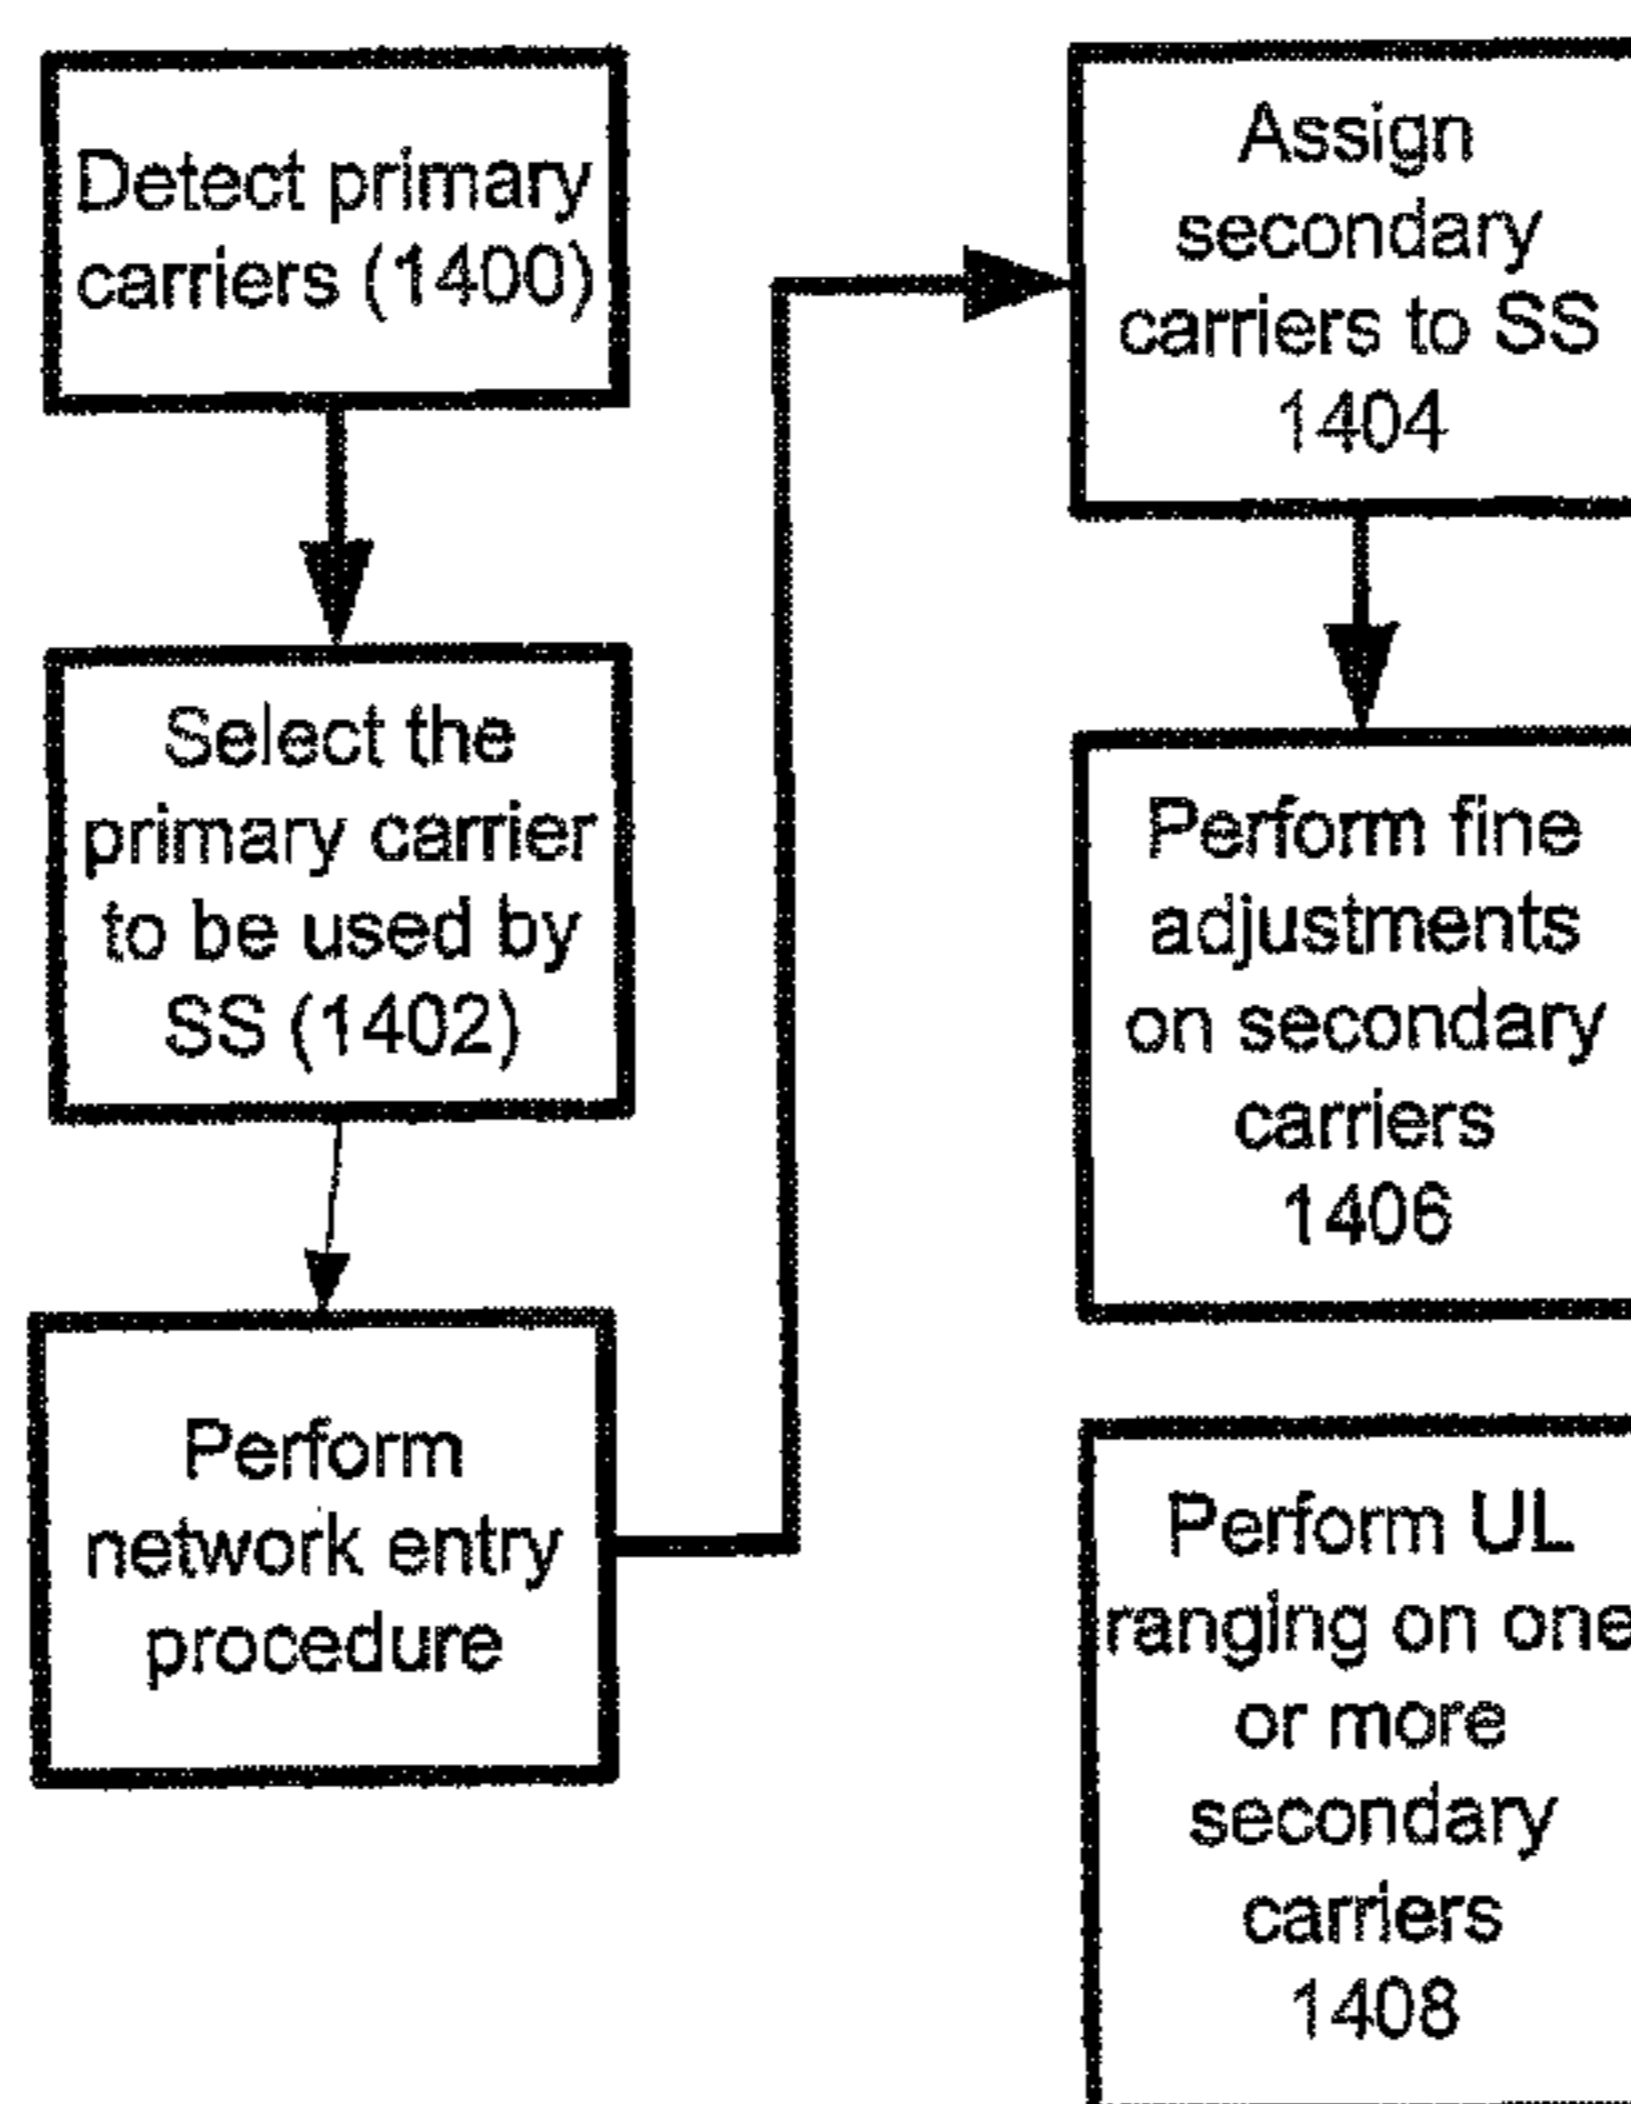 Detect primary
carriers (1400)
Select the
primary carrier
to be used by
SS (1402)
Perform
network entry
procedure
Assign
secondary
carriers to SS
1404
Perform fine
adjustments
on secondary
carriers
1406
Perform UL
ranging on one
or more
secondary
carriers
1408